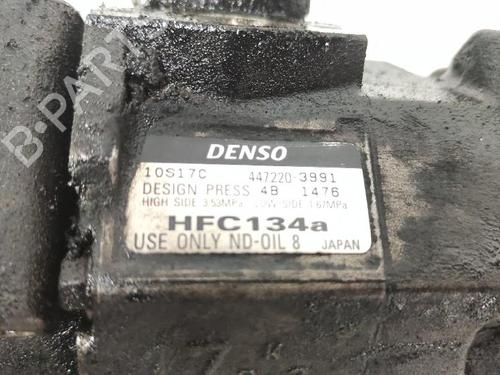 B-PARTS
DENSO
10S17C 447220-3991
DESIGN PRESS 4B 1476
HIGH SIDE 3.53MPa LOW SIDE 1.67MPa
HFC134a
USE ONLY ND-OIL 8 JAPAN